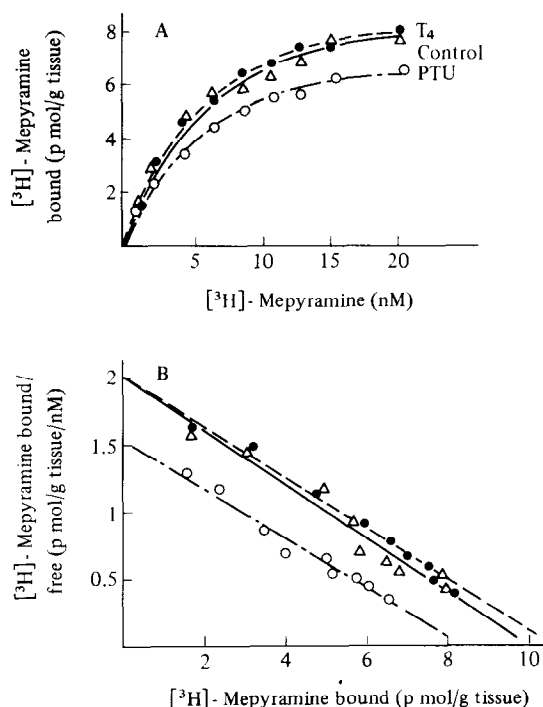 A
T₄
Control
PTU
8
6
4
2
5
10
15
20
[³H] - Mepyramine
bound (p mol/g tissue)
[³H]- Mepyramine (nM)
B
2
1.5
1
0.5
2
4
6
8
10
[³H]- Mepyramine bound/
free (p mol/g tissue/nM)
[³H]- Mepyramine bound (p mol/g tissue)